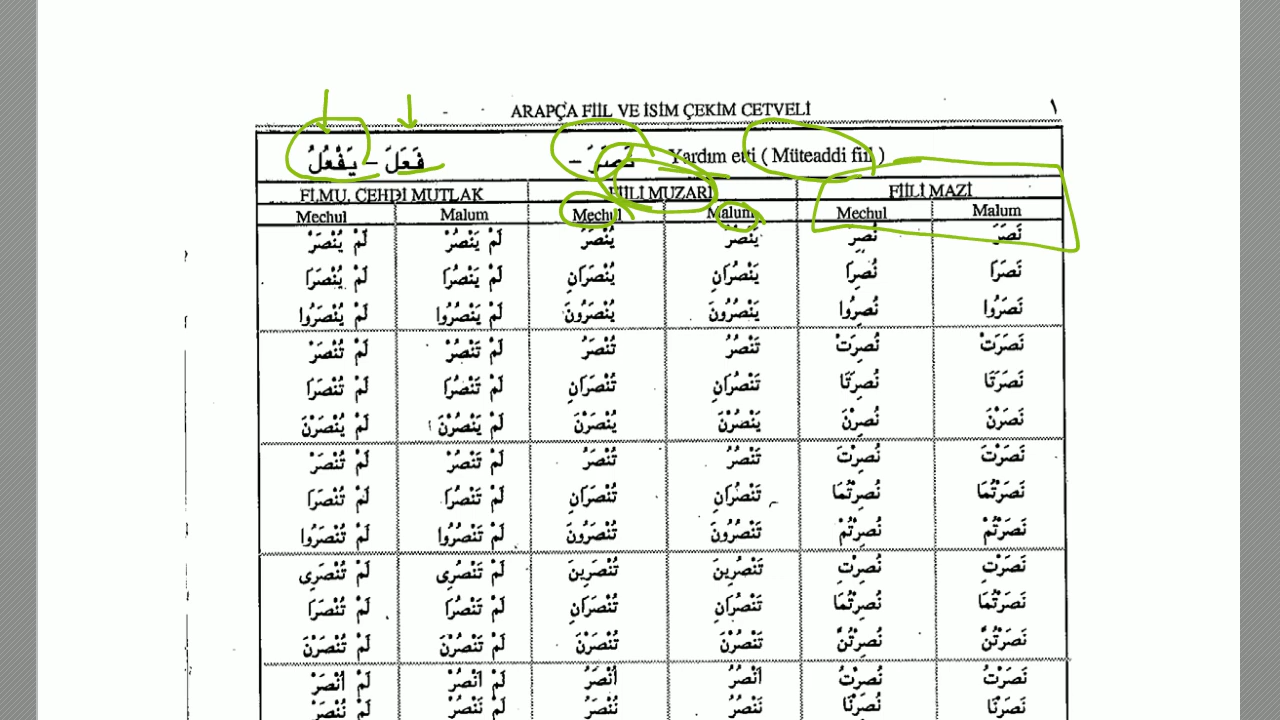 ARAPÇA FİİL VE İSİM ÇEKİM CETVELİ ١
نَصَرَ – Yardım etti ( Müteaddi fiil ) فَعَلَ – يَفْعُلُ
FİİLİ MAZİ FİİLİ MUZARİ FİLMU. CEHDİ MUTLAK
Malum Mechul Malum Mechul Malum Mechul
نَصَرَ نُصِرَ يَنْصُرُ يُنْصَرُ لَمْ يَنْصُرْ لَمْ يُنْصَرْ
نَصَرَا نُصِرَا يَنْصُرَانِ يُنْصَرَانِ لَمْ يَنْصُرَا لَمْ يُنْصَرَا
نَصَرُوا نُصِرُوا يَنْصُرُونَ يُنْصَرُونَ لَمْ يَنْصُرُوا لَمْ يُنْصَرُوا
نَصَرَتْ نُصِرَتْ تَنْصُرُ تُنْصَرُ لَمْ تَنْصُرْ لَمْ تُنْصَرْ
نَصَرَتَا نُصِرَتَا تَنْصُرَانِ تُنْصَرَانِ لَمْ تَنْصُرَا لَمْ تُنْصَرَا
نَصَرْنَ نُصِرْنَ يَنْصُرْنَ يُنْصَرْنَ لَمْ يَنْصُرْنَ لَمْ يُنْصَرْنَ
نَصَرْتَ نُصِرْتَ تَنْصُرُ تُنْصَرُ لَمْ تَنْصُرْ لَمْ تُنْصَرْ
نَصَرْتُمَا نُصِرْتُمَا تَنْصُرَانِ تُنْصَرَانِ لَمْ تَنْصُرَا لَمْ تُنْصَرَا
نَصَرْتُمْ نُصِرْتُمْ تَنْصُرُونَ تُنْصَرُونَ لَمْ تَنْصُرُوا لَمْ تُنْصَرُوا
نَصَرْتِ نُصِرْتِ تَنْصُرِينَ تُنْصَرِينَ لَمْ تَنْصُرِى لَمْ تُنْصَرِى
نَصَرْتُمَا نُصِرْتُمَا تَنْصُرَانِ تُنْصَرَانِ لَمْ تَنْصُرَا لَمْ تُنْصَرَا
نَصَرْتُنَّ نُصِرْتُنَّ تَنْصُرْنَ تُنْصَرْنَ لَمْ تَنْصُرْنَ لَمْ تُنْصَرْنَ
نَصَرْتُ نُصِرْتُ اَنْصُرُ اُنْصَرُ لَمْ اَنْصُرْ لَمْ اُنْصَرْ
نَصَرْنَا نُصِرْنَا نَنْصُرُ نُنْصَرُ لَمْ نَنْصُرْ لَمْ نُنْصَرْ